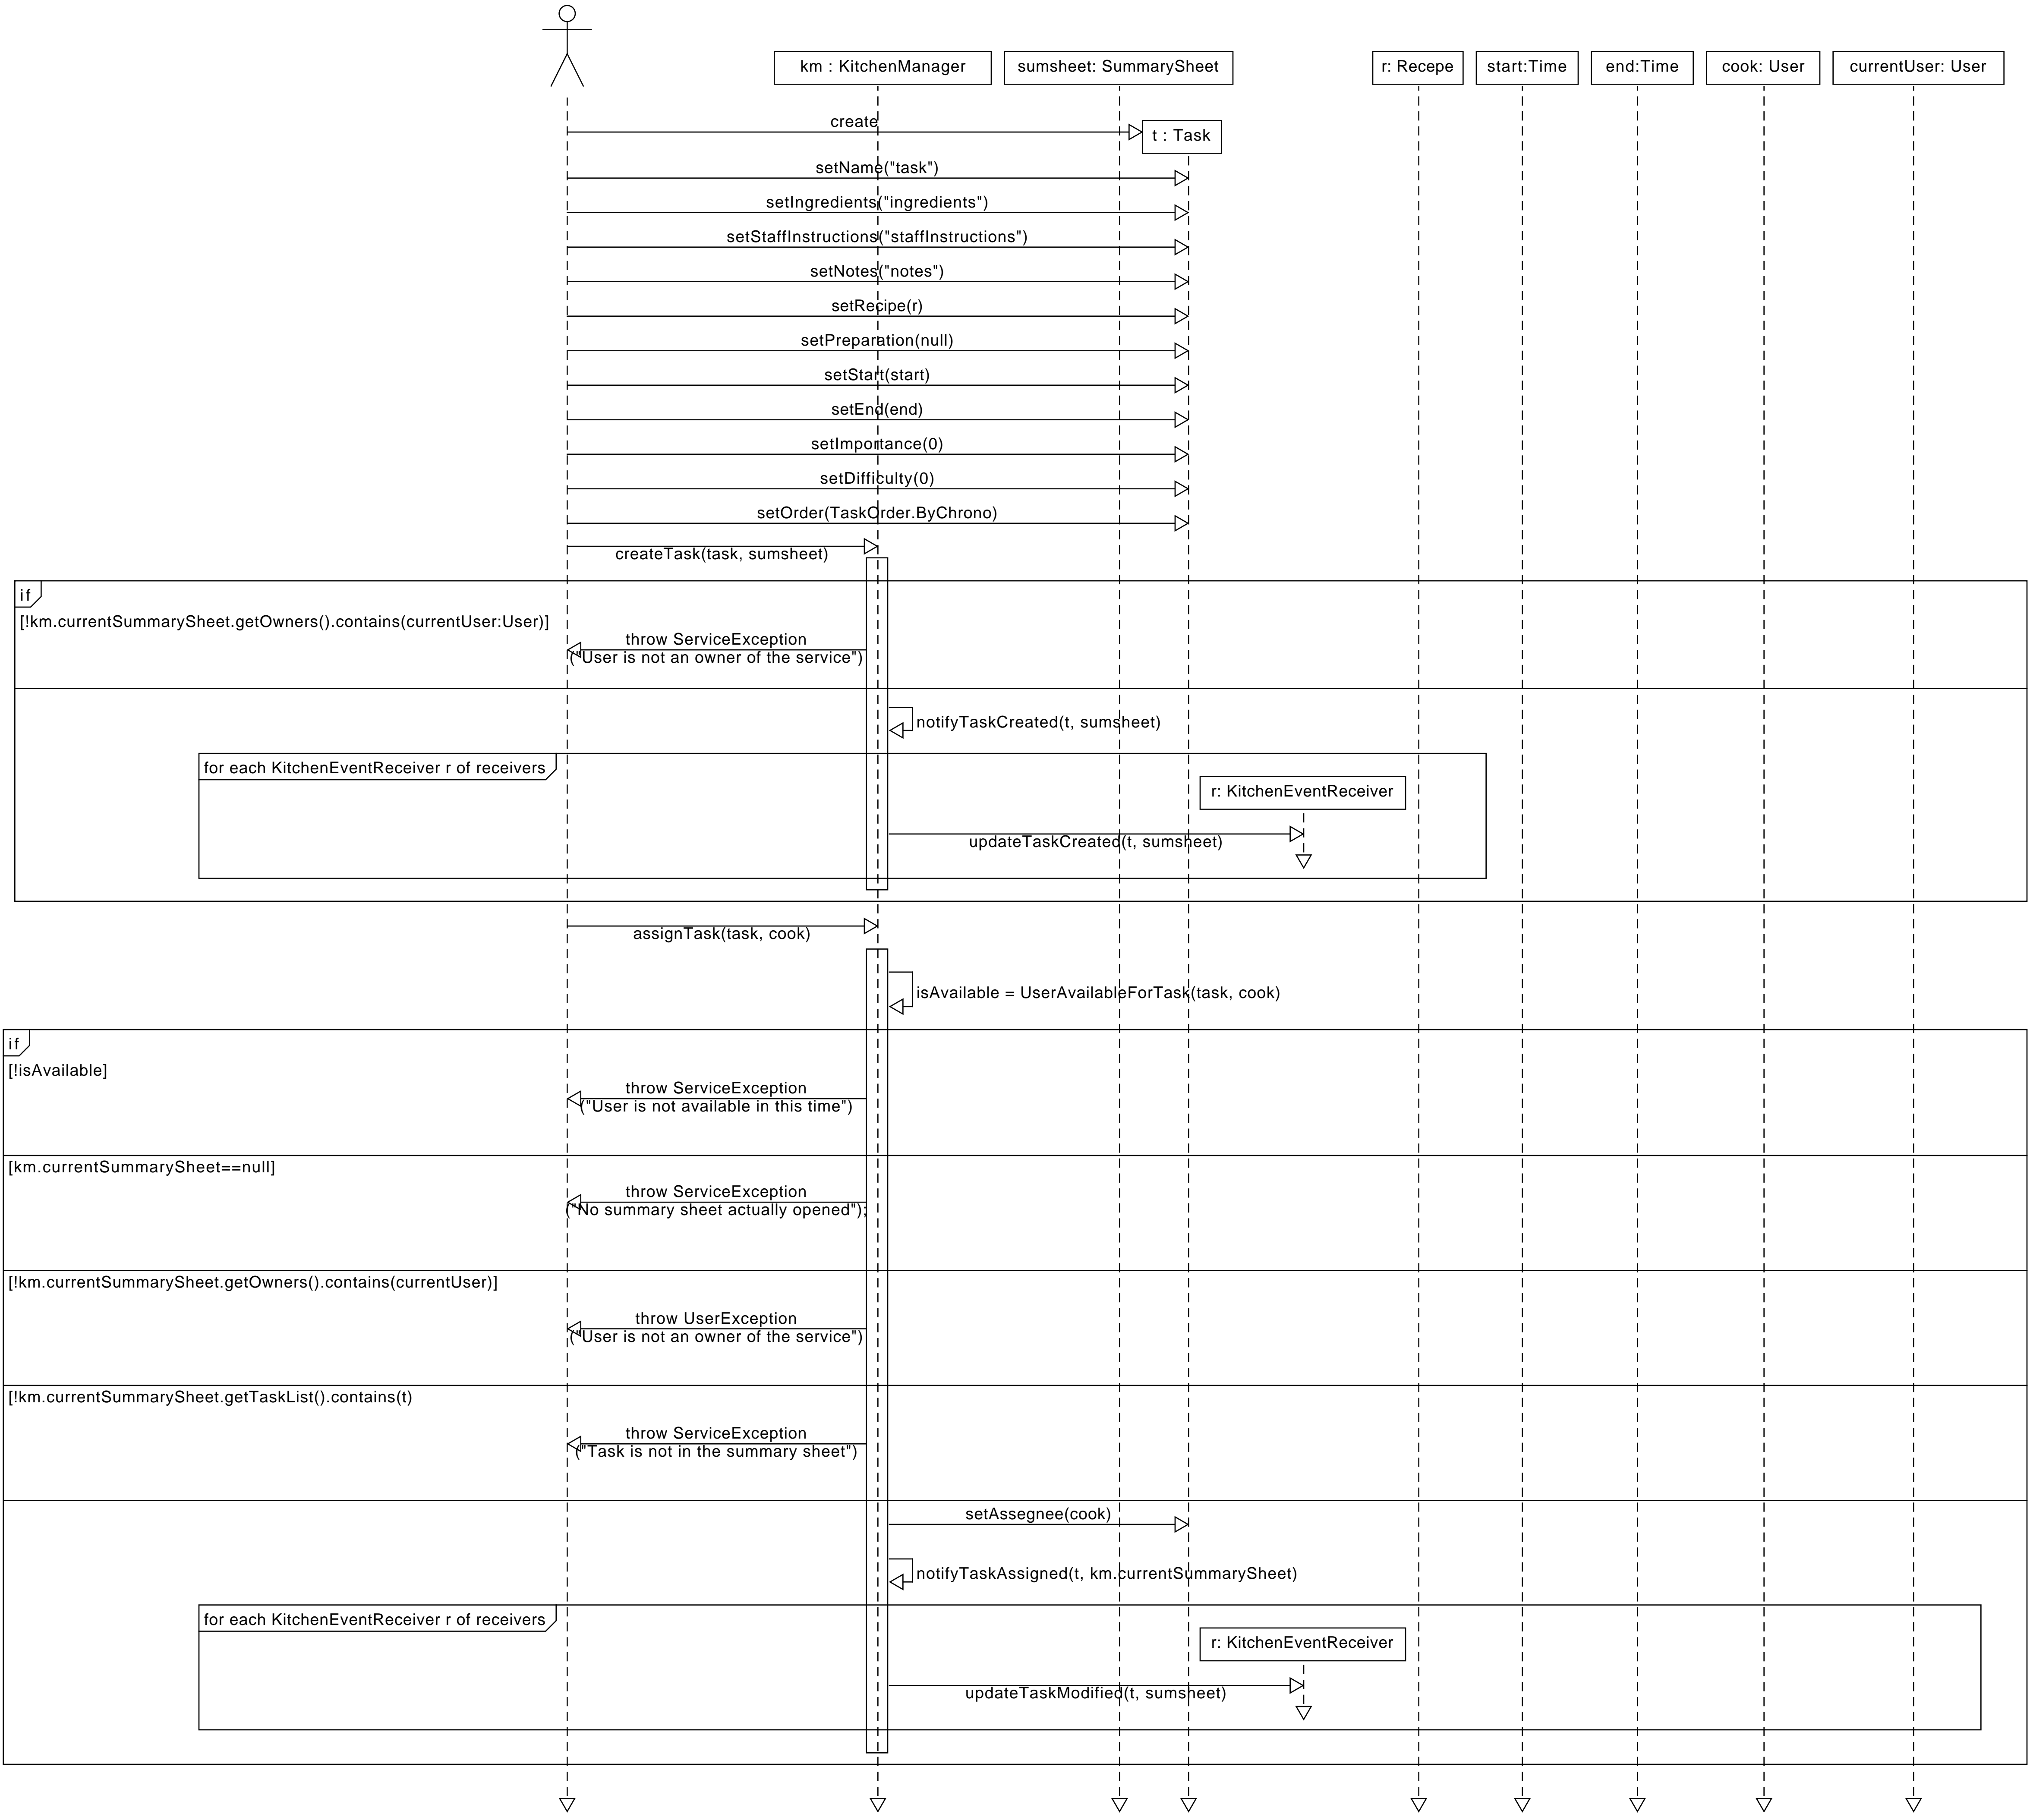 km : KitchenManager
sumsheet: SummarySheet
r: Recepe
start:Time
end:Time
cook: User
currentUser: User
create
t : Task
setName("task")
setIngredients("ingredients")
setStaffInstructions("staffInstructions")
setNotes("notes")
setRecipe(r)
setPreparation(null)
setStart(start)
setEnd(end)
setImportance(0)
setDifficulty(0)
setOrder(TaskOrder.ByChrono)
createTask(task, sumsheet)
if
[!km.currentSummarySheet.getOwners().contains(currentUser:User)]
throw ServiceException
("User is not an owner of the service")
notifyTaskCreated(t, sumsheet)
for each KitchenEventReceiver r of receivers
r: KitchenEventReceiver
updateTaskCreated(t, sumsheet)
assignTask(task, cook)
isAvailable = UserAvailableForTask(task, cook)
if
[!isAvailable]
throw ServiceException
("User is not available in this time")
[km.currentSummarySheet==null]
throw ServiceException
("No summary sheet actually opened");
[!km.currentSummarySheet.getOwners().contains(currentUser)]
throw UserException
("User is not an owner of the service")
[!km.currentSummarySheet.getTaskList().contains(t)
throw ServiceException
("Task is not in the summary sheet")
setAssegnee(cook)
notifyTaskAssigned(t, km.currentSummarySheet)
for each KitchenEventReceiver r of receivers
r: KitchenEventReceiver
updateTaskModified(t, sumsheet)